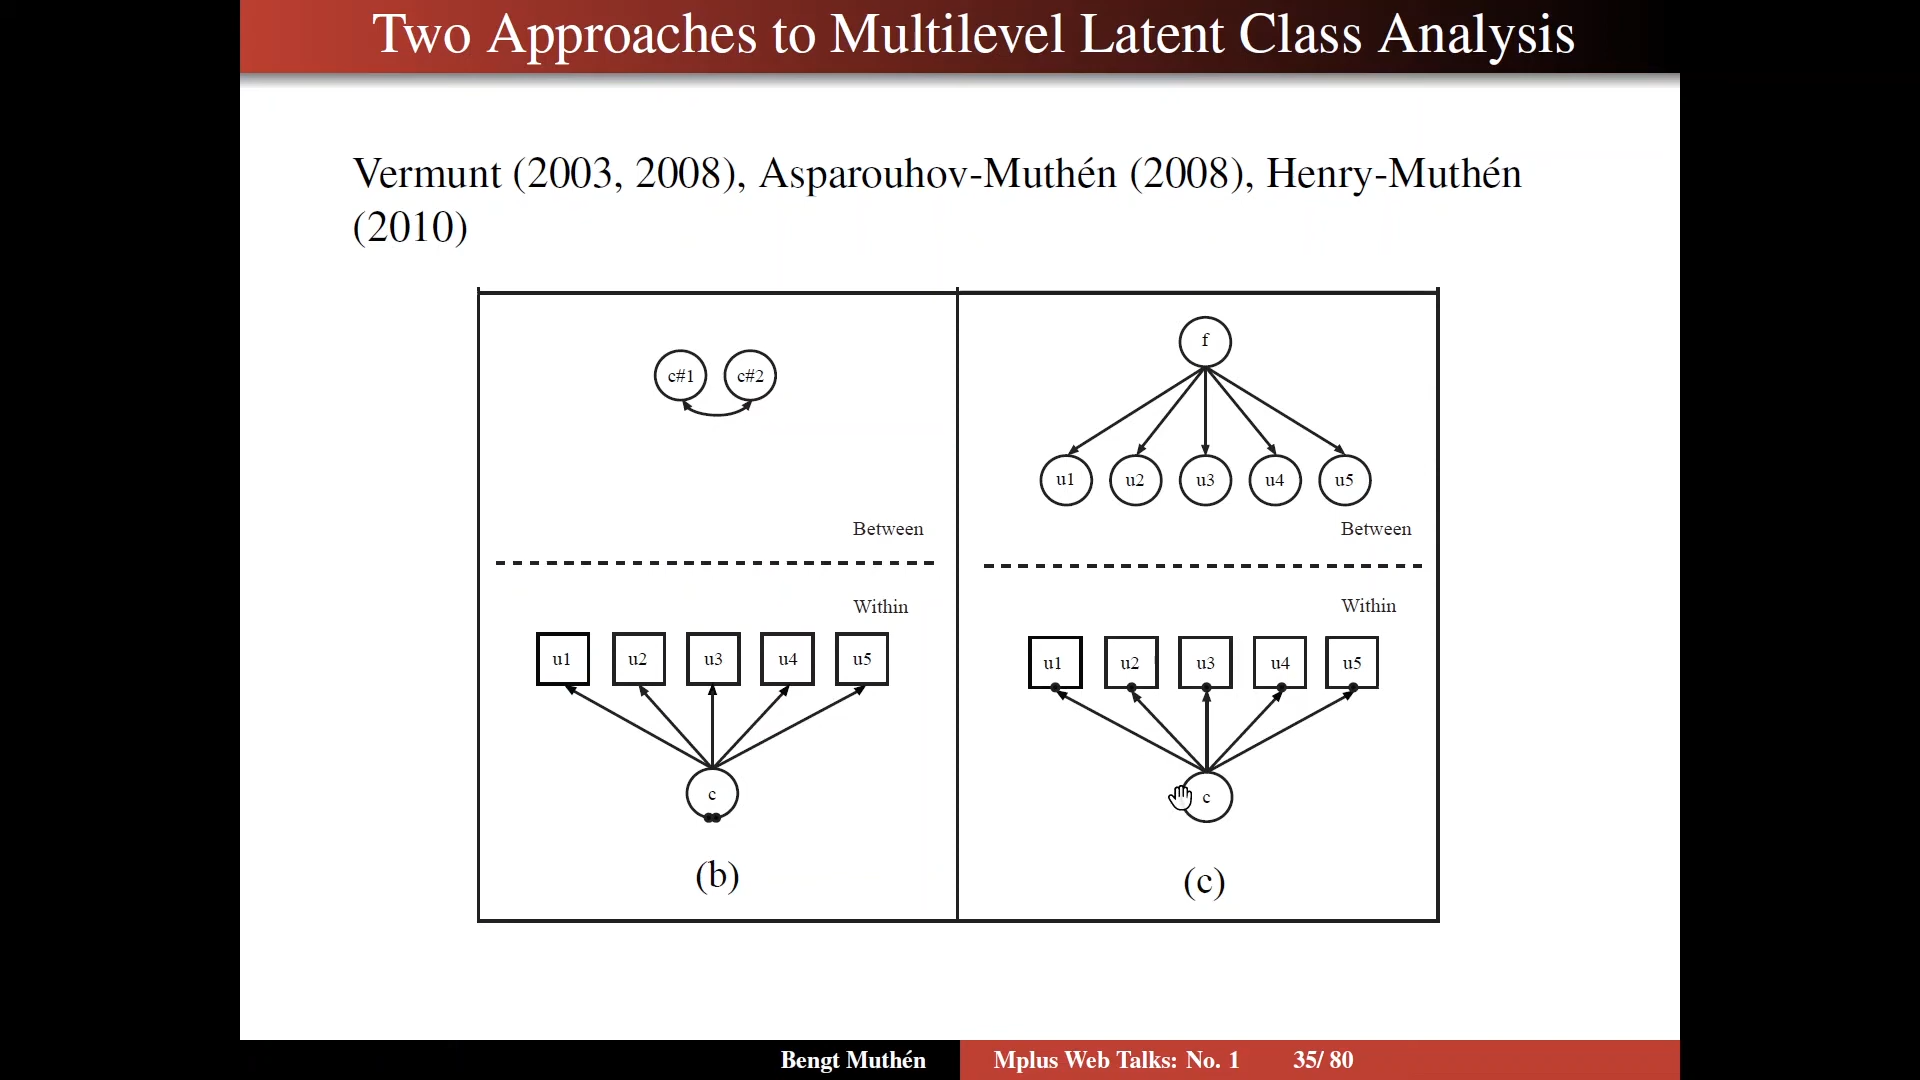 Two Approaches to Multilevel Latent Class Analysis
Vermunt (2003, 2008), Asparouhov-Muthén (2008), Henry-Muthén
(2010)
c#1 c#2
Between
Within
u1 u2 u3 u4 u5
c
(b)
f
u1 u2 u3 u4 u5
Between
Within
u1 u2 u3 u4 u5
c
(c)
Bengt Muthén Mplus Web Talks: No. 1 35/ 80